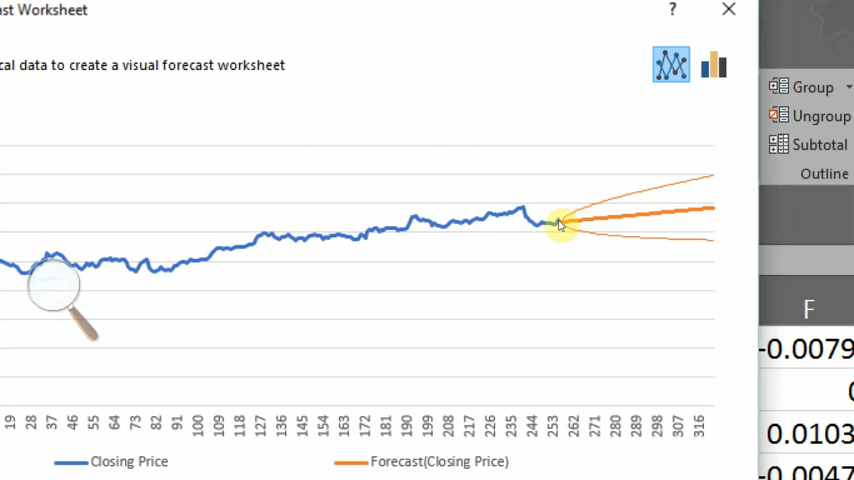 ast Worksheet
?
cal data to create a visual forecast worksheet
Group
Ungroup
Subtotal
Outline
F
-0.0079
0
0.0103
-0.0047
19 28 37 46 55 64 73 82 91 100 109 118 127 136 145 154 163 172 181 190 199 208 217 226 235 244 253 262 271 280 289 298 307 316
Closing Price
Forecast(Closing Price)